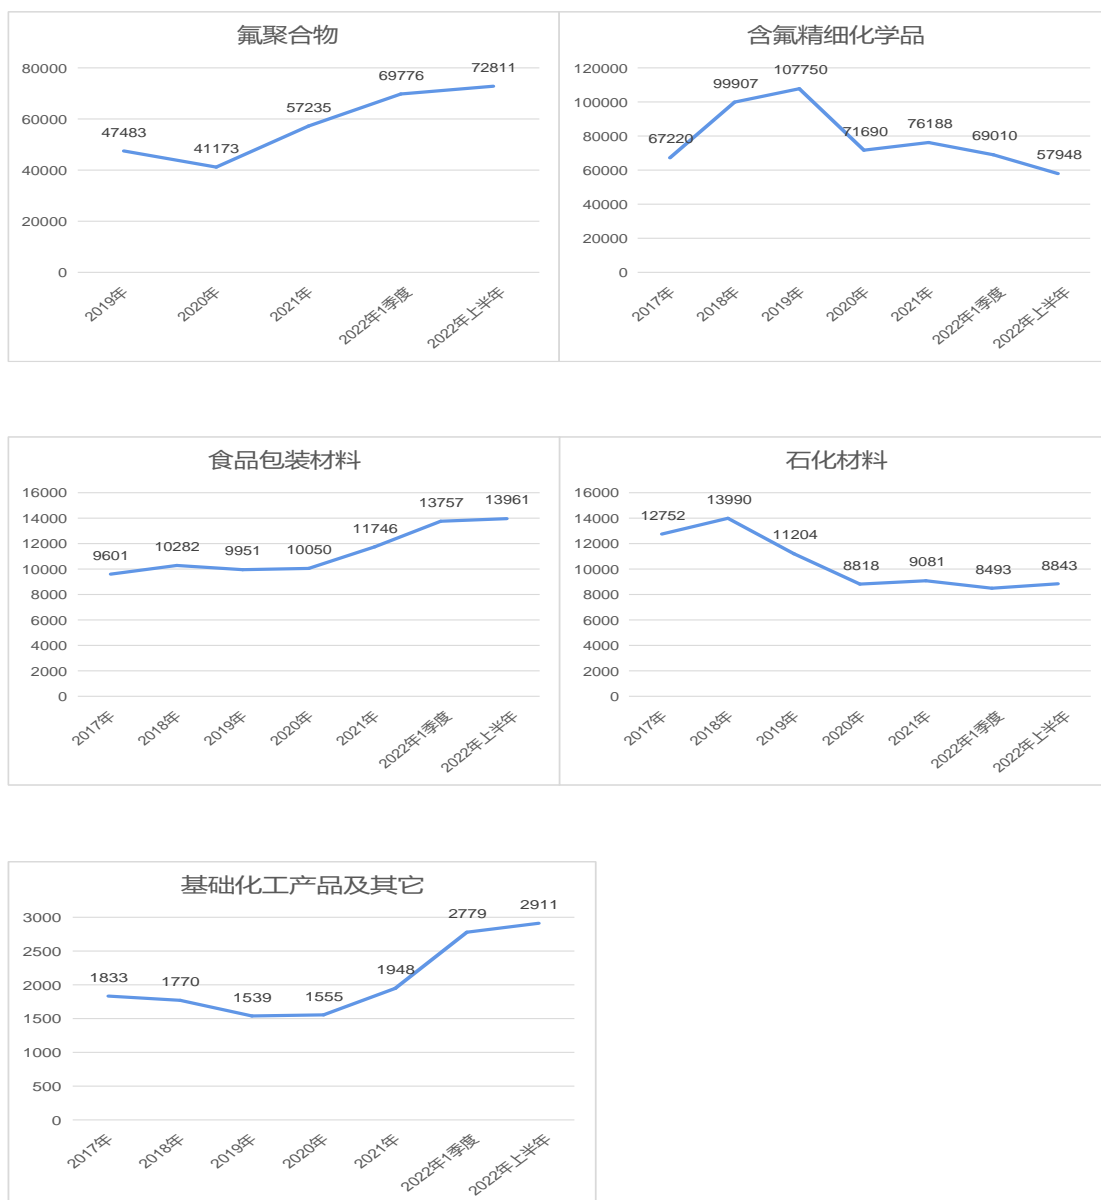 氟聚合物
80000
60000
40000
20000
0
47483
41173
57235
69776
72811
2019年
2020年
2021年
2022年1季度
2022年上半年
含氟精细化学品
120000
100000
80000
60000
40000
20000
0
67220
99907
107750
71690
76188
69010
57948
2017年
2018年
2019年
2020年
2021年
2022年1季度
2022年上半年
食品包装材料
16000
14000
12000
10000
8000
6000
4000
2000
0
9601
10282
9951
10050
11746
13757
13961
2017年
2018年
2019年
2020年
2021年
2022年1季度
2022年上半年
石化材料
16000
14000
12000
10000
8000
6000
4000
2000
0
12752
13990
11204
8818
9081
8493
8843
2017年
2018年
2019年
2020年
2021年
2022年1季度
2022年上半年
基础化工产品及其它
3000
2500
2000
1500
1000
500
0
1833
1770
1539
1555
1948
2779
2911
2017年
2018年
2019年
2020年
2021年
2022年1季度
2022年上半年